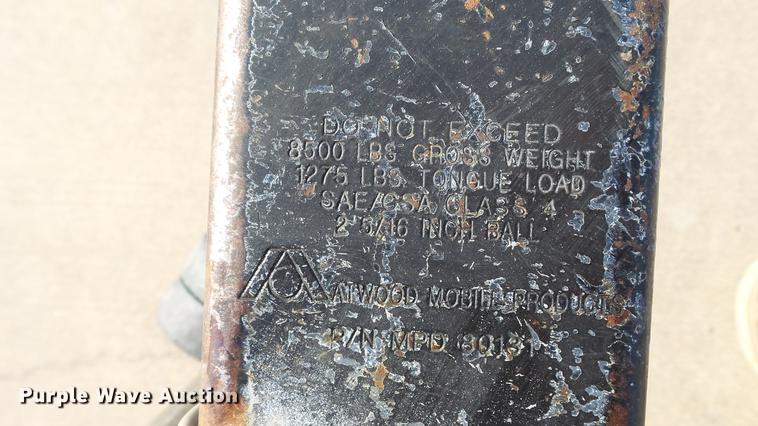 DO NOT EXCEED
8500 LBS GROSS WEIGHT
1275 LBS TONGUE LOAD
SAE/CSA CLASS 4
2 5/16 INCH BALL
ATWOOD MOBILE PRODUCTS
P/N MPD
Purple Wave Auction